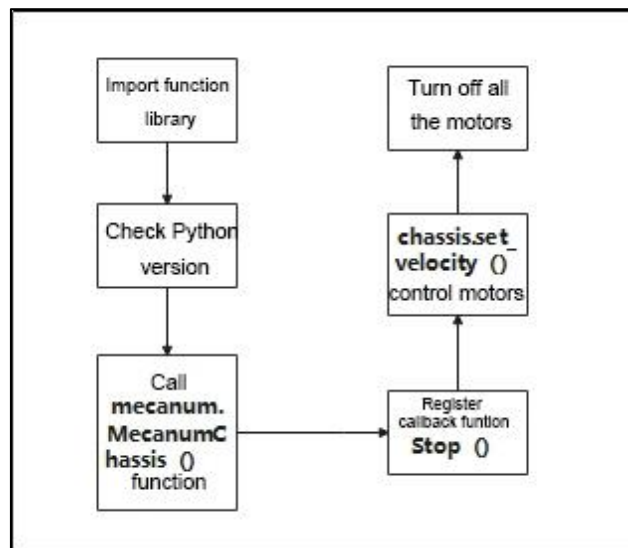 Import function
library
Check Python
version
Call
mecanum.
MecanumC
hassis ()
function
Register
callback funtion
Stop ()
chassis.set_
velocity ()
control motors
Turn off all
the motors